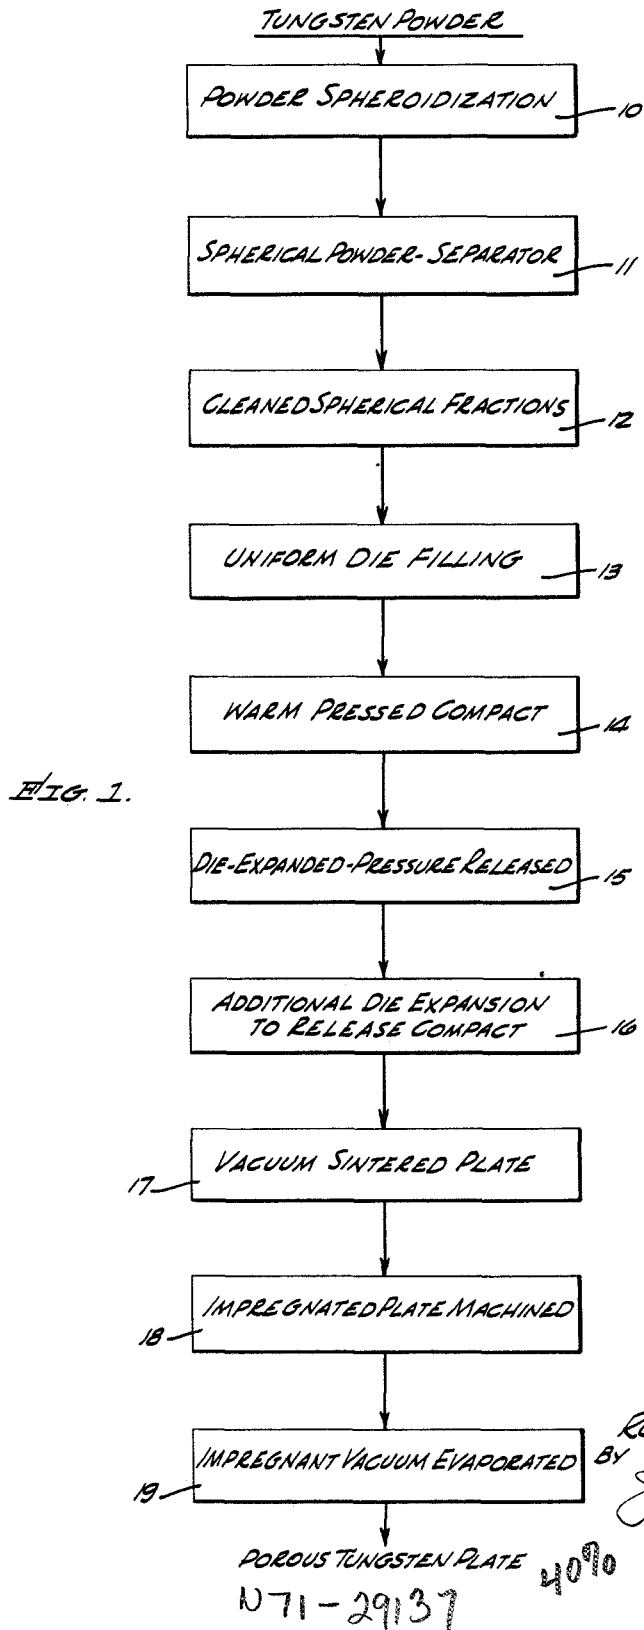 TUNGSTEN POWDER
POWDER SPHEROIDIZATION
10
SPHERICAL POWDER-SEPARATOR
11
CLEANED SPHERICAL FRACTIONS
12
UNIFORM DIE FILLING
13
WARM PRESSED COMPACT
14
FIG. 1.
DIE-EXPANDED-PRESSURE RELEASED
15
ADDITIONAL DIE EXPANSION
TO RELEASE COMPACT
16
VACUUM SINTERED PLATE
17
IMPREGNATED PLATE MACHINED
18
IMPREGNANT VACUUM EVAPORATED
19
BY
POROUS TUNGSTEN PLATE
40%
N71-29137